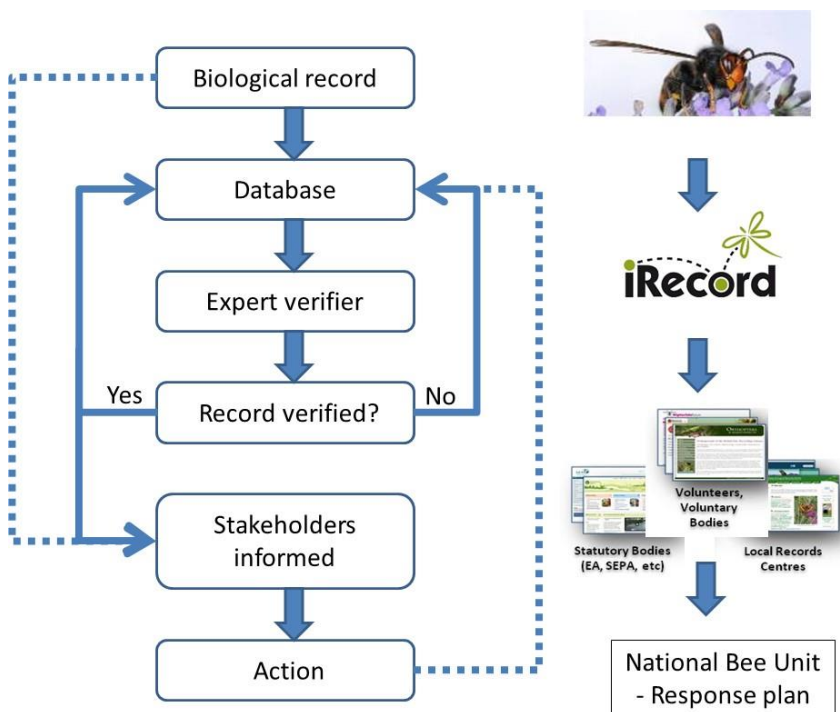 Biological record
Database
Expert verifier
Yes
Record verified?
No
Stakeholders
informed
Action
iRecord
Volunteers,
Voluntary
Bodies
Statutory Bodies
(EA, SEPA, etc)
Local Records
Centres
National Bee Unit
- Response plan